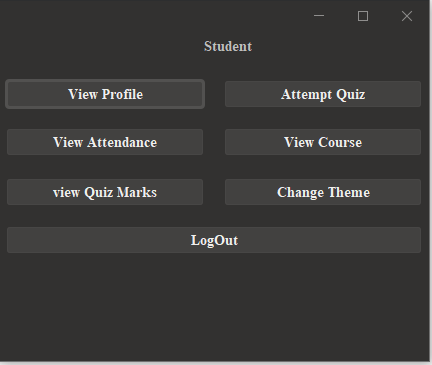 Student
View Profile
Attempt Quiz
View Attendance
View Course
view Quiz Marks
Change Theme
LogOut